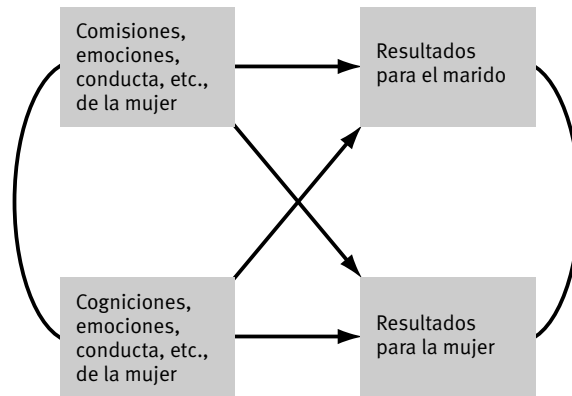 Comisiones,
emociones,
conducta, etc.,
de la mujer
Resultados
para el marido
Cogniciones,
emociones,
conducta, etc.,
de la mujer
Resultados
para la mujer